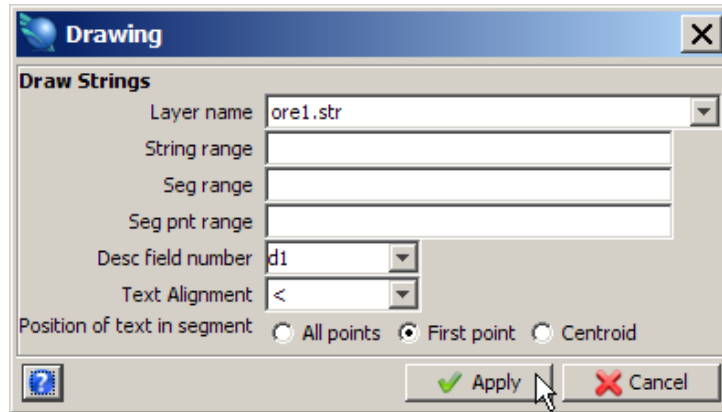 Drawing
Draw Strings
Layer name ore1.str
String range
Seg range
Seg pnt range
Desc field number d1
Text Alignment <
Position of text in segment All points First point Centroid
? Apply Cancel